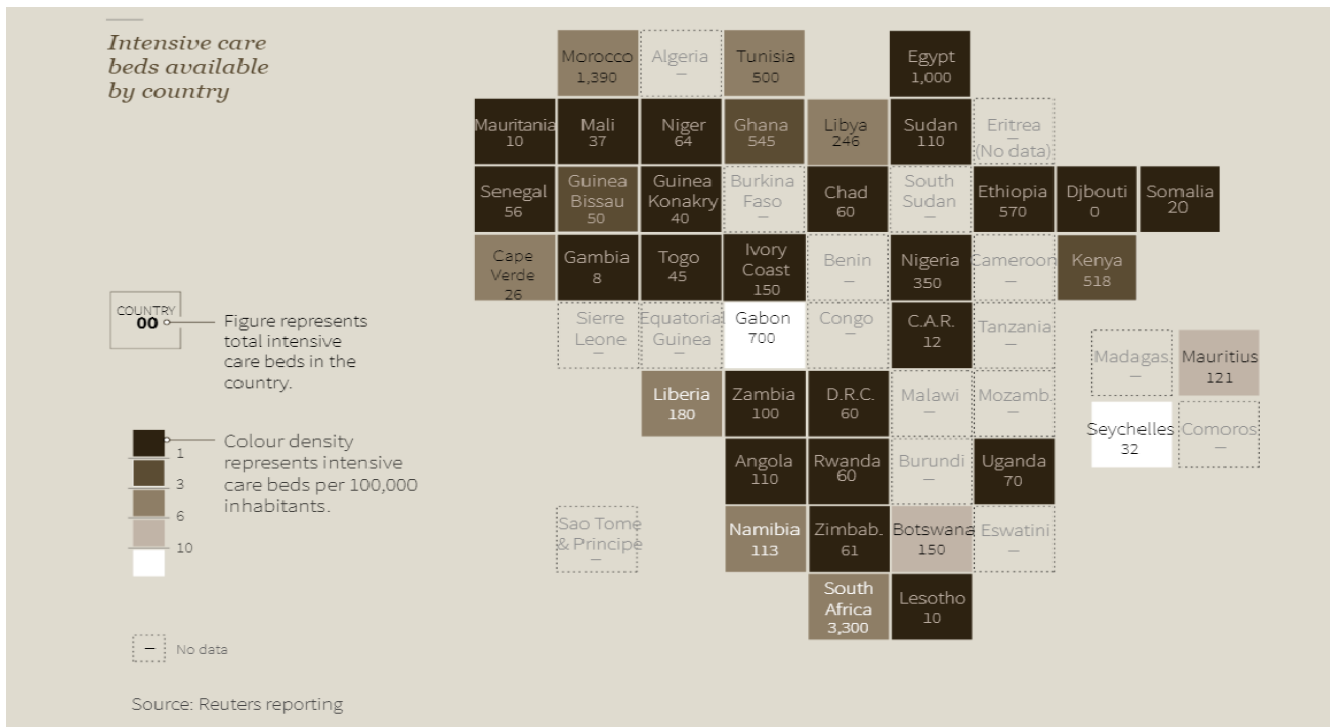 Intensive care
beds available
by country
Morocco
1,390
Algeria
—
Tunisia
500
Egypt
1,000
Mauritania
10
Mali
37
Niger
64
Ghana
545
Libya
246
Sudan
110
Eritrea
—
(No data)
Senegal
56
Guinea
Bissau
50
Guinea
Konakry
40
Burkina
Faso
—
Chad
60
South
Sudan
—
Ethiopia
570
Djbouti
0
Somalia
20
Cape
Verde
26
Gambia
8
Togo
45
Ivory
Coast
150
Benin
—
Nigeria
350
Cameroon
—
Kenya
518
Sierre
Leone
—
Equatorial
Guinea
—
Gabon
700
Congo
—
C.A.R.
12
Tanzania
—
Madagas.
—
Mauritius
121
Liberia
180
Zambia
100
D.R.C.
60
Malawi
—
Mozamb.
—
Seychelles
32
Comoros
—
Angola
110
Rwanda
60
Burundi
—
Uganda
70
Sao Tome
& Principe
—
Namibia
113
Zimbab.
61
Botswana
150
Eswatini
—
South
Africa
3,300
Lesotho
10
COUNTRY
00
Figure represents
total intensive
care beds in the
country.
Colour density
represents intensive
care beds per 100,000
inhabitants.
1
3
6
10
— No data
Source: Reuters reporting